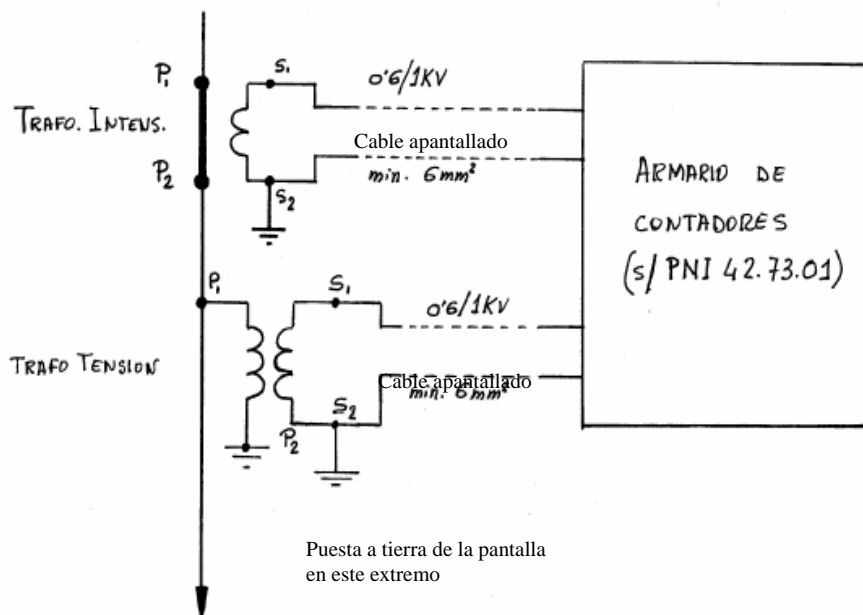 P₁
S₁
0'6/1KV
TRAFO. INTENS.
Cable apantallado
P₂
min. 6mm²
S₂
ARMARIO DE
CONTADORES
(s/ PNI 42.73.01)
P₁
S₁
0'6/1KV
TRAFO TENSION
Cable apantallado
min. 6mm²
S₂
P₂
Puesta a tierra de la pantalla
en este extremo